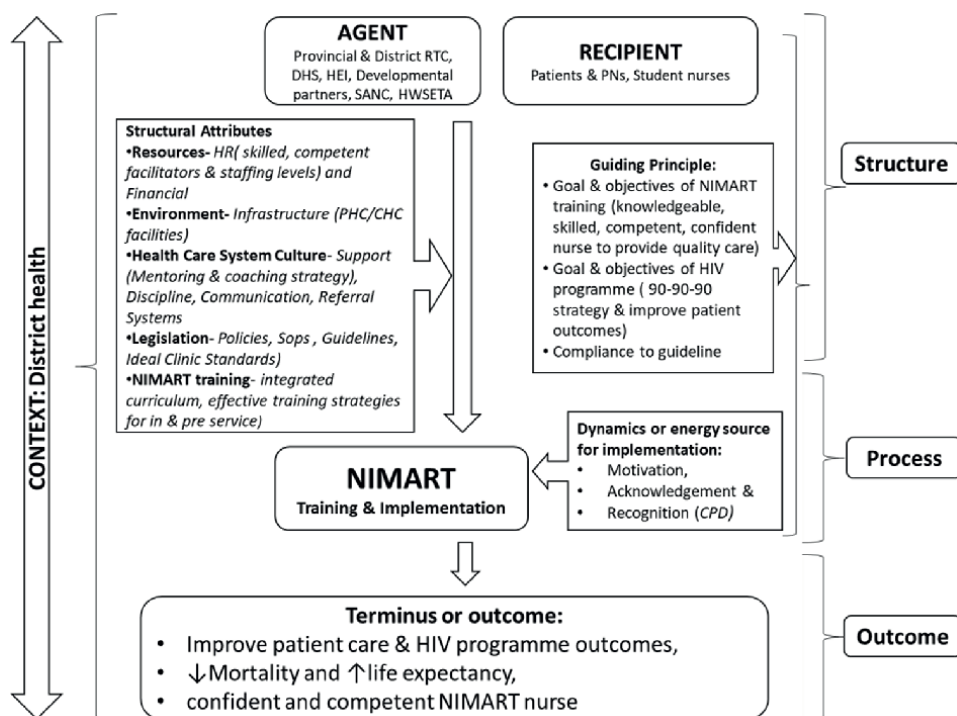 CONTEXT: District health
AGENT
Provincial & District RTC,
DHS, HEI, Developmental
partners, SANC, HWSETA
RECIPIENT
Patients & PNs, Student nurses
Structural Attributes
•Resources- HR( skilled, competent
facilitators & staffing levels) and
Financial
•Environment- Infrastructure (PHC/CHC
facilities)
•Health Care System Culture- Support
(Mentoring & coaching strategy),
Discipline, Communication, Referral
Systems
•Legislation- Policies, Sops , Guidelines,
Ideal Clinic Standards)
•NIMART training- integrated
curriculum, effective training strategies
for in & pre service)
Guiding Principle:
• Goal & objectives of NIMART
training (knowledgeable,
skilled, competent, confident
nurse to provide quality care)
• Goal & objectives of HIV
programme ( 90-90-90
strategy & improve patient
outcomes)
• Compliance to guideline
Structure
NIMART
Training & Implementation
Dynamics or energy source
for implementation:
• Motivation,
• Acknowledgement &
• Recognition (CPD)
Process
Terminus or outcome:
• Improve patient care & HIV programme outcomes,
• ↓Mortality and ↑life expectancy,
• confident and competent NIMART nurse
Outcome